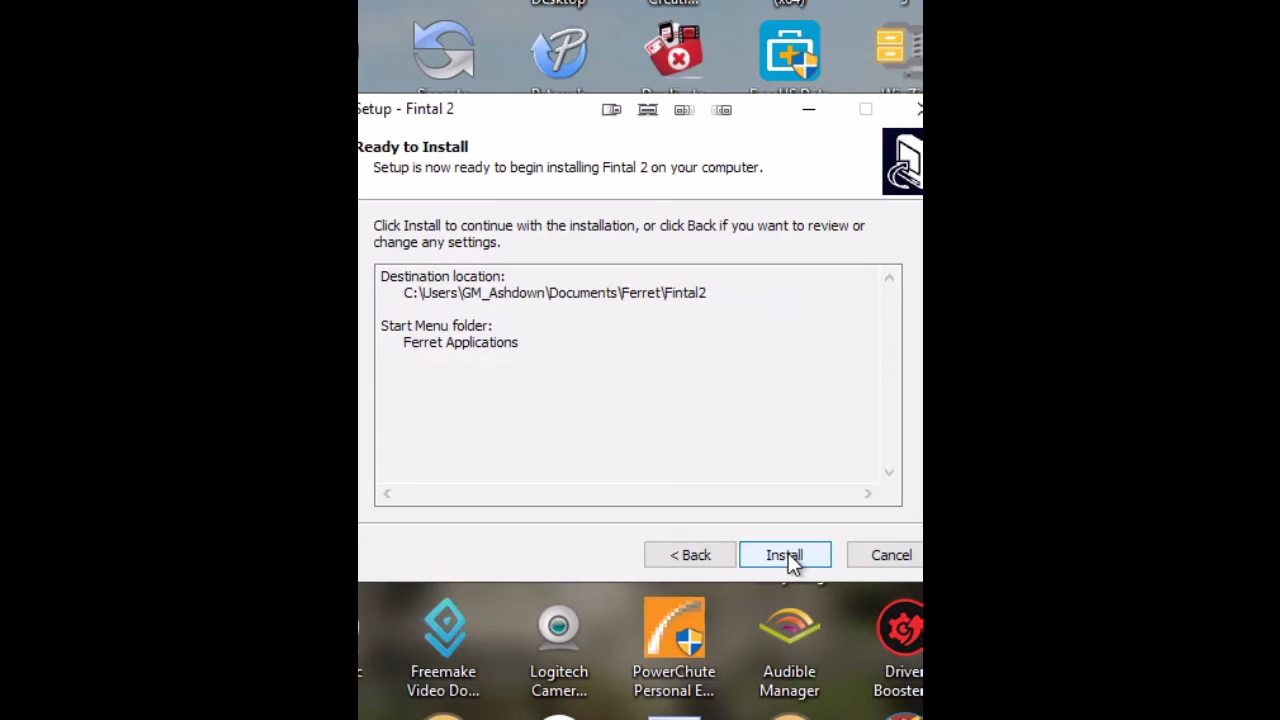 Desktop
Setup - Fintal 2
Ready to Install
Setup is now ready to begin installing Fintal 2 on your computer.
Click Install to continue with the installation, or click Back if you want to review or
change any settings.
Destination location:
C:\Users\GM_Ashdown\Documents\Ferret\Fintal2
Start Menu folder:
Ferret Applications
< Back
Install
Cancel
Freemake
Video Do...
Logitech
Camer...
PowerChute
Personal E...
Audible
Manager
Driver
Booster